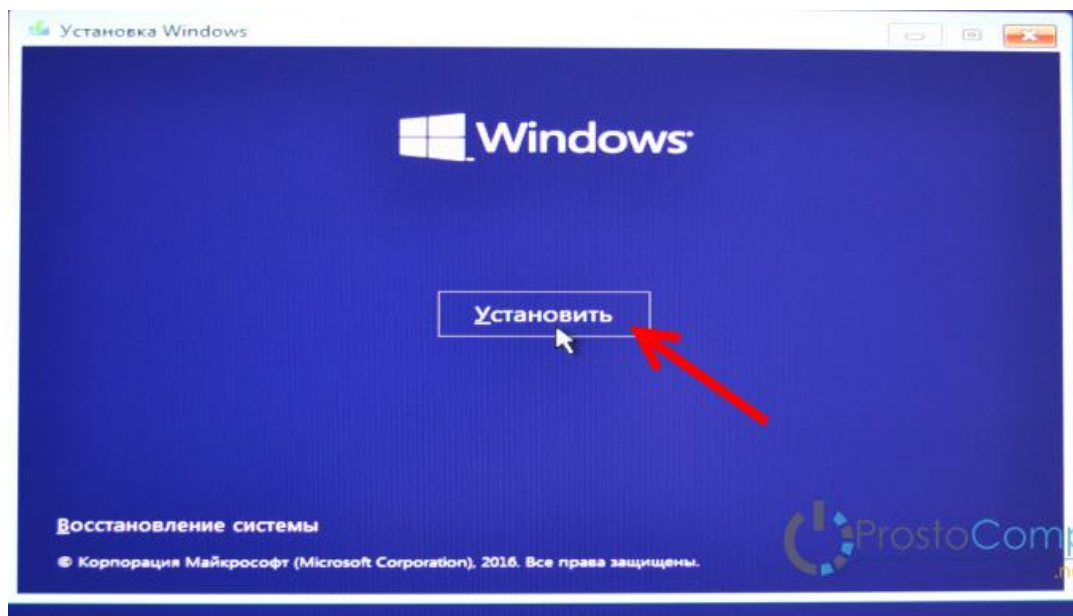 Установка Windows
Windows
Установить
Восстановление системы
© Корпорация Майкрософт (Microsoft Corporation), 2016. Все права защищены.
ProstoComp
.n